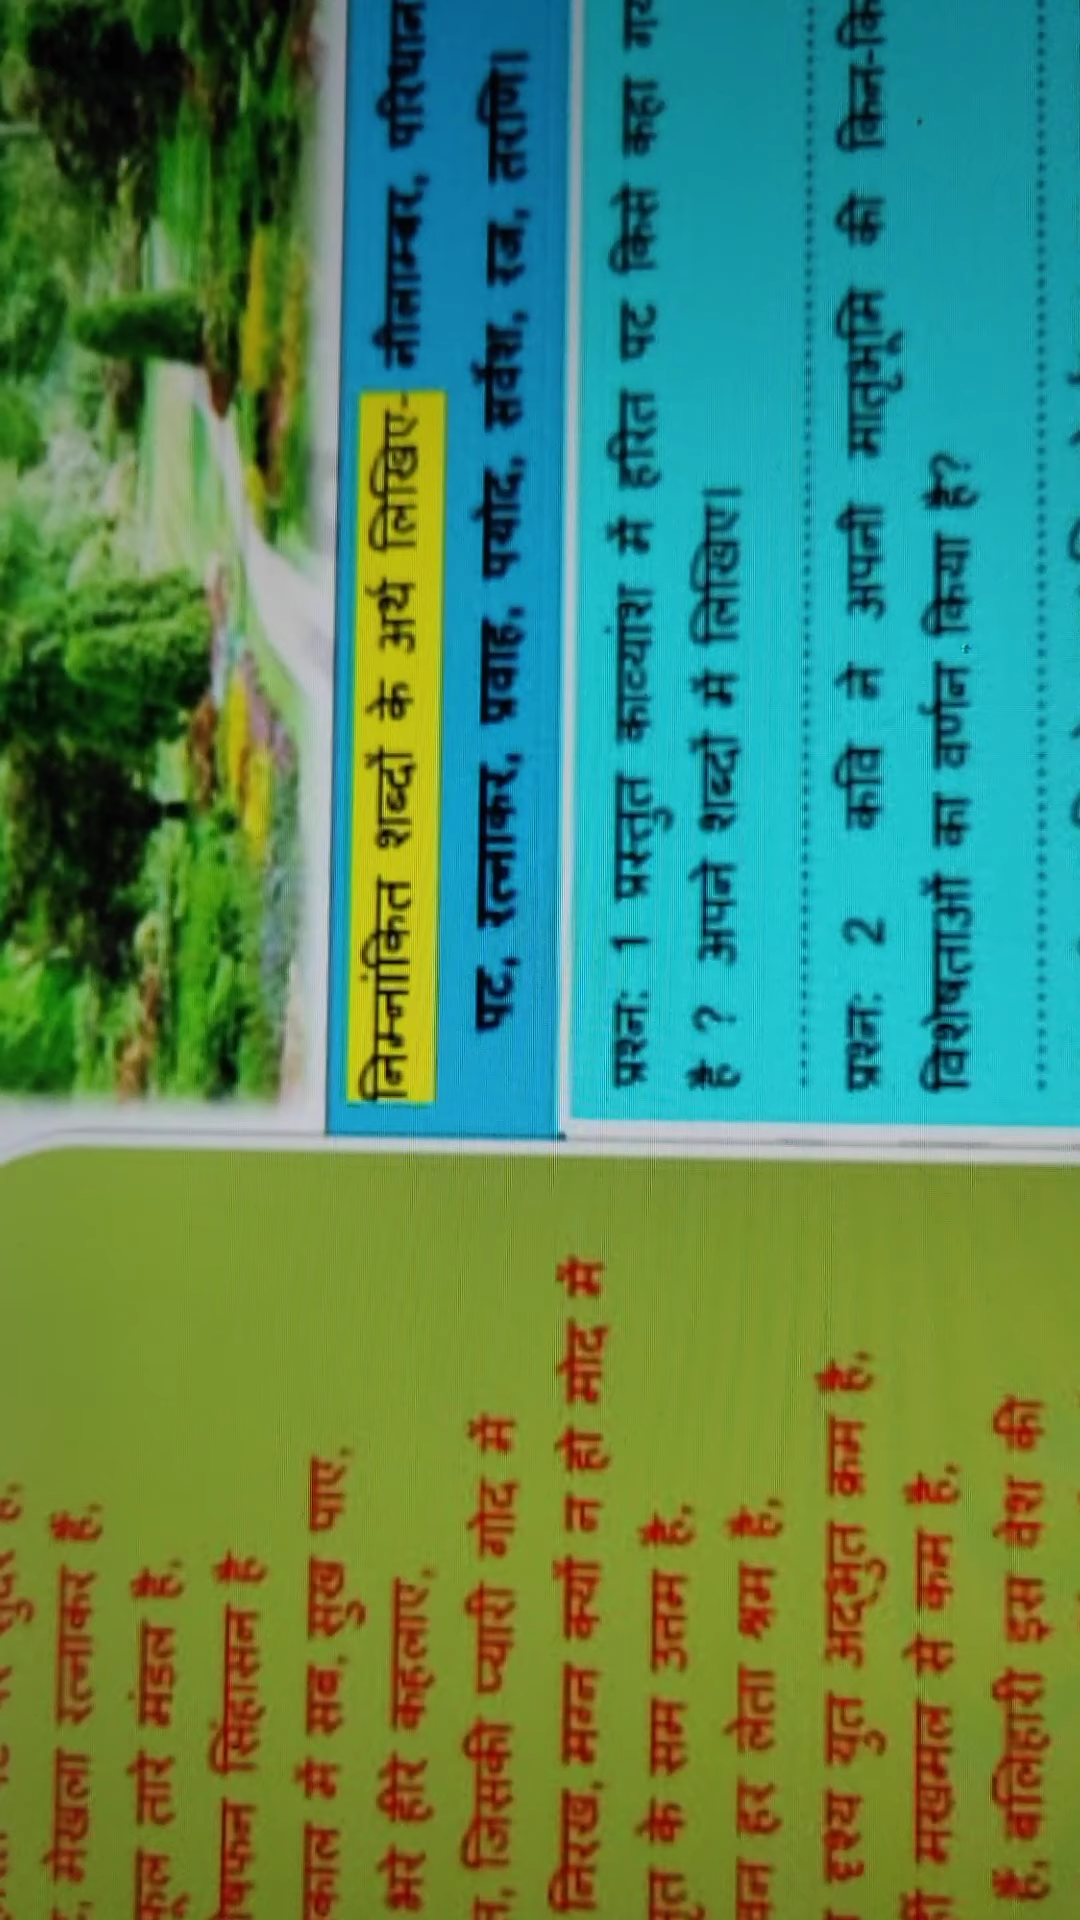 सुंदर है,
मेखला रत्नाकर है,
तारे मंडल है,
सिंहासन है
काल में सब, सुख पाए,
भरे हीरे कहलाए,
जिसकी प्यारी गोद में
निरख, मग्न क्यों न हो मोद में
के सम उत्तम है,
हर लेता श्रम है,
दृश्य युत अद्भुत क्रम है,
मखमल से कम है,
है, बलिहारी इस वेश की
निम्नांकित शब्दों के अर्थ लिखिए- नीलाम्बर, परिधान
पट, रत्नाकर, प्रवाह, पयोद, सर्वेश, रज, तरणि।
प्रश्न: 1 प्रस्तुत काव्यांश में हरित पट किसे कहा गय
है ? अपने शब्दों में लिखिए।
प्रश्न: 2 कवि ने अपनी मातृभूमि की किन-कि
विशेषताओं का वर्णन किया है?